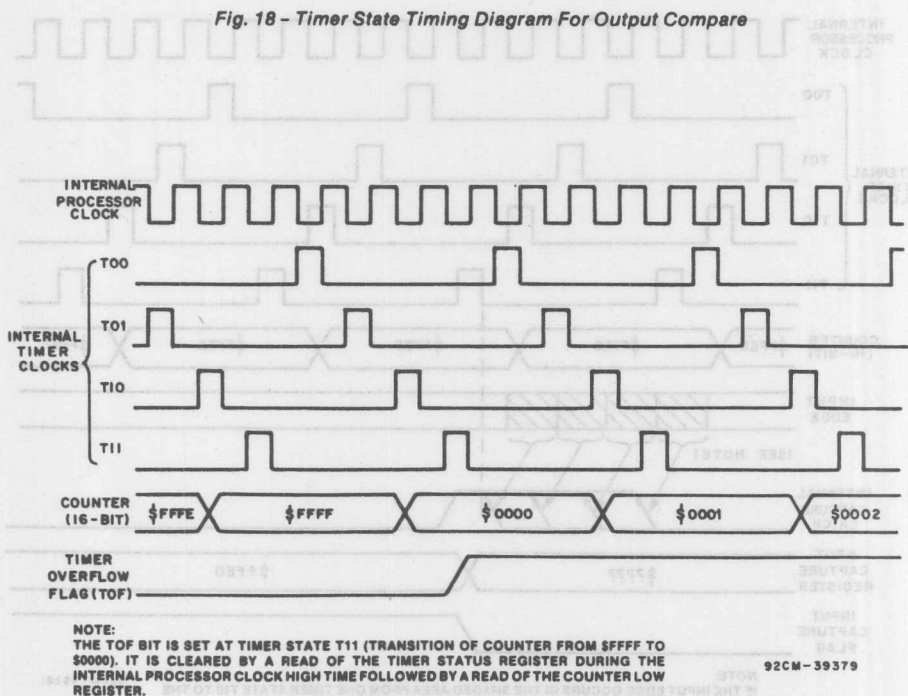 Fig. 18 – Timer State Timing Diagram For Output Compare
INTERNAL
PROCESSOR
CLOCK
T00
T01
INTERNAL
TIMER
CLOCKS
T10
T11
COUNTER
(16-BIT)
$FFFE
$FFFF
$0000
$0001
$0002
TIMER
OVERFLOW
FLAG (TOF)
NOTE:
THE TOF BIT IS SET AT TIMER STATE T11 (TRANSITION OF COUNTER FROM $FFFF TO
$0000). IT IS CLEARED BY A READ OF THE TIMER STATUS REGISTER DURING THE
INTERNAL PROCESSOR CLOCK HIGH TIME FOLLOWED BY A READ OF THE COUNTER LOW
REGISTER.
92CM-39379